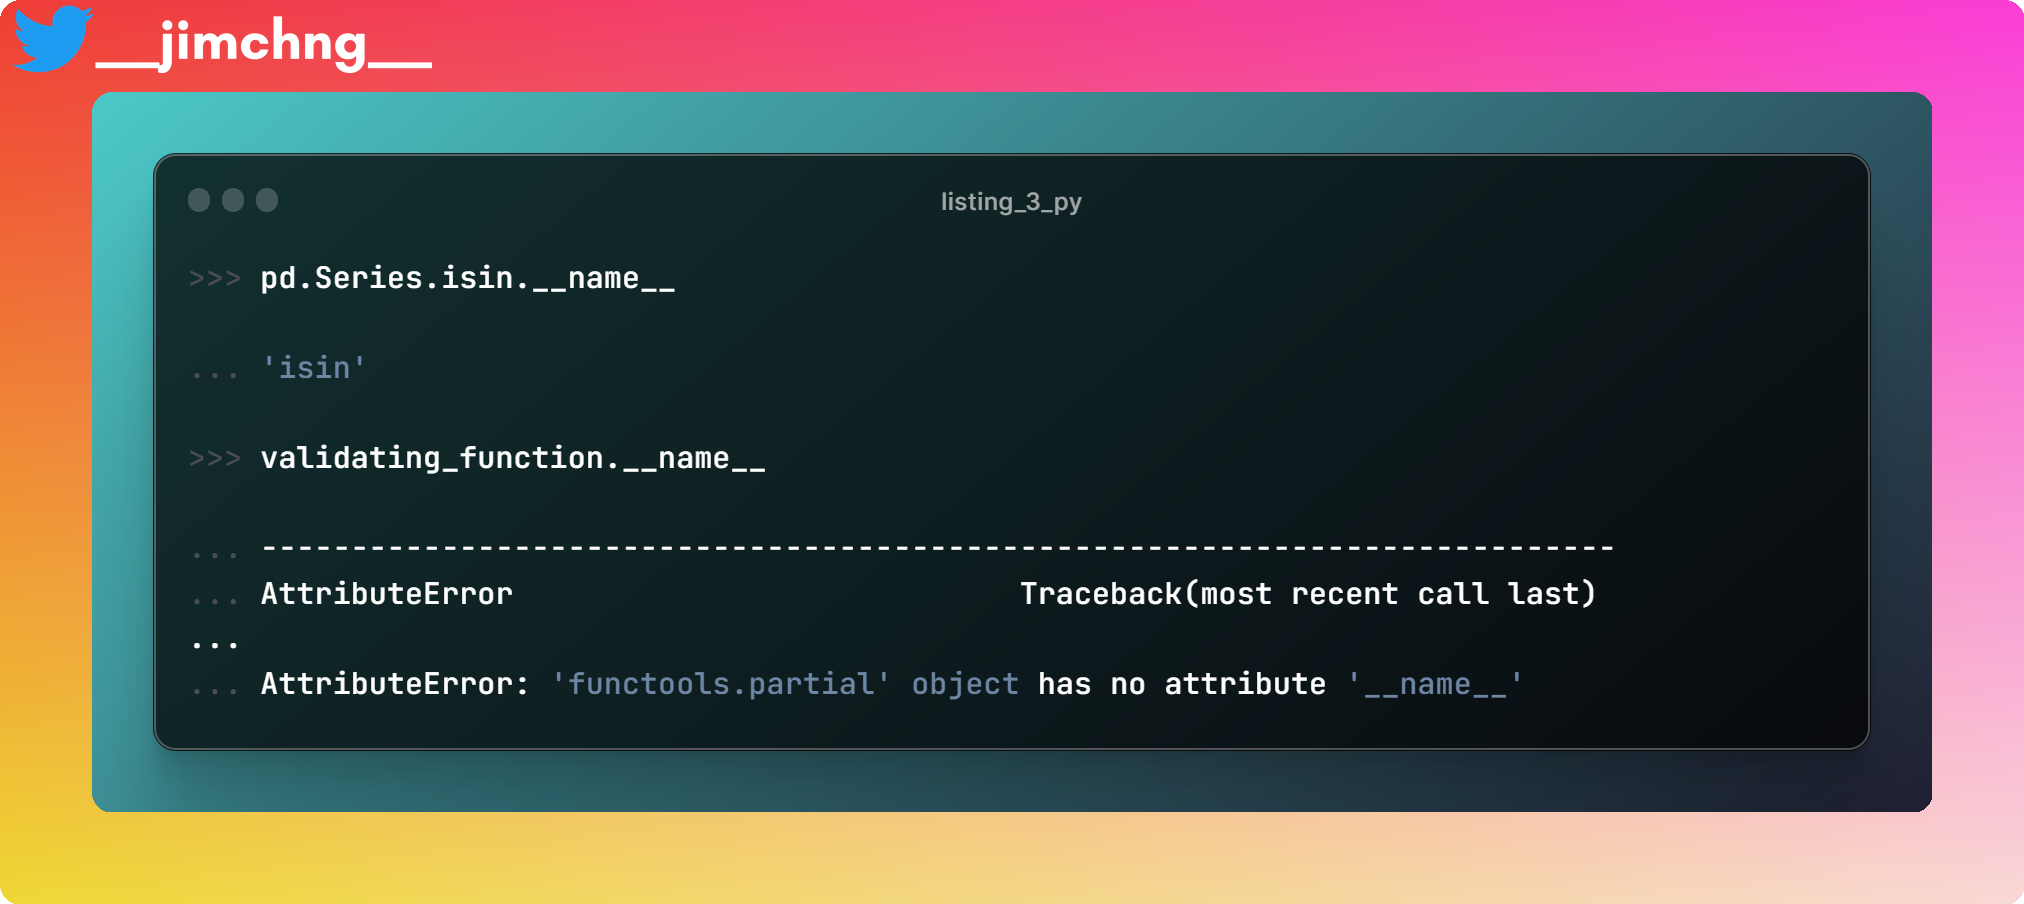 __jimchng__
listing_3_py
>>> pd.Series.isin.__name__
... 'isin'
>>> validating_function.__name__
... ---------------------------------------------------------------------------
... AttributeError                            Traceback(most recent call last)
...
... AttributeError: 'functools.partial' object has no attribute '__name__'